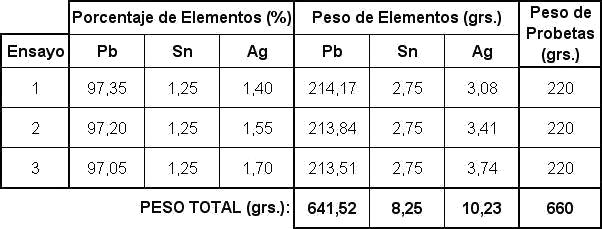 Porcentaje de Elementos (%) Peso de Elementos (grs.) Peso de
Probetas
(grs.)
Ensayo Pb Sn Ag Pb Sn Ag
1 97,35 1,25 1,40 214,17 2,75 3,08 220
2 97,20 1,25 1,55 213,84 2,75 3,41 220
3 97,05 1,25 1,70 213,51 2,75 3,74 220
PESO TOTAL (grs.): 641,52 8,25 10,23 660